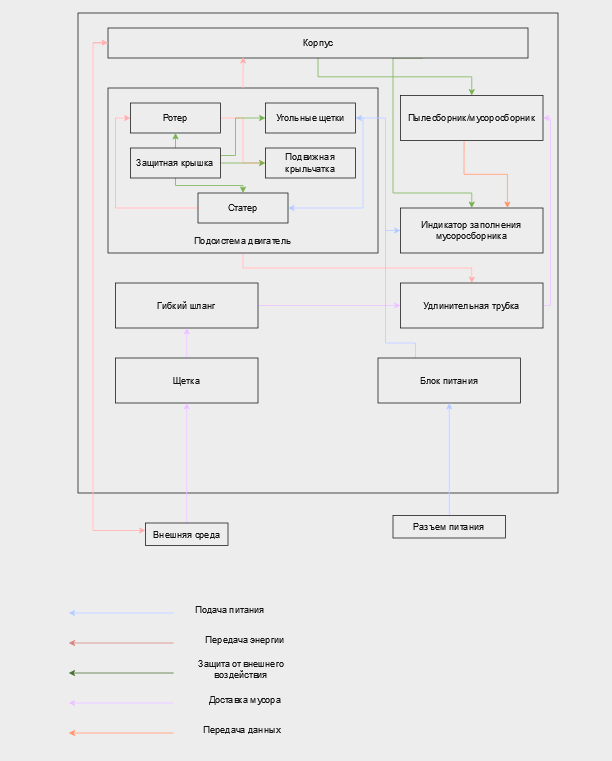 Корпус
Ротер
Угольные щетки
Пылесборник/мусоросборник
Защитная крышка
Подвижная
крыльчатка
Статер
Индикатор заполнения
мусоросборника
Подсистема двигатель
Гибкий шланг
Удлинительная трубка
Щетка
Блок питания
Внешняя среда
Разъем питания
Подача питания
Передача энергии
Защита от внешнего
воздействия
Доставка мусора
Передача данных